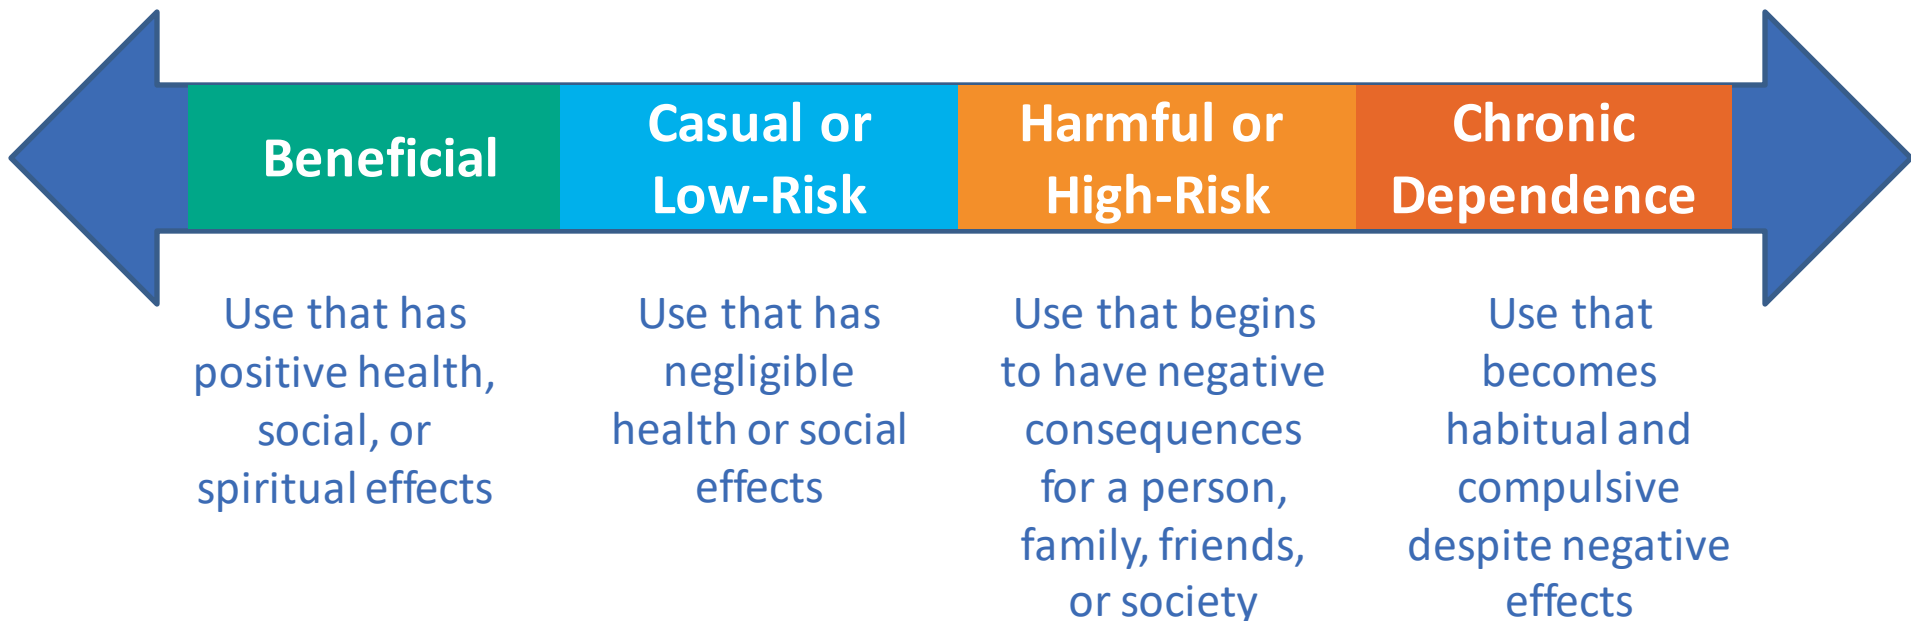 Beneficial
Casual or
Low-Risk
Harmful or
High-Risk
Chronic
Dependence
Use that has
positive health,
social, or
spiritual effects
Use that has
negligible
health or social
effects
Use that begins
to have negative
consequences
for a person,
family, friends,
or society
Use that
becomes
habitual and
compulsive
despite negative
effects